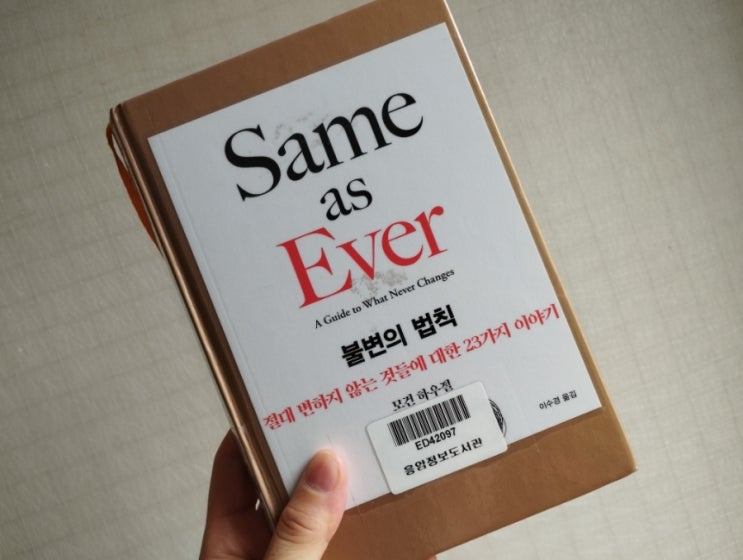 Same
as
Ever
A Guide to What Never Changes
불변의 법칙
절대 변하지 않는 것들에 대한 23가지 이야기
모건 하우절
이수경 옮김
ED42097
응암정보도서관